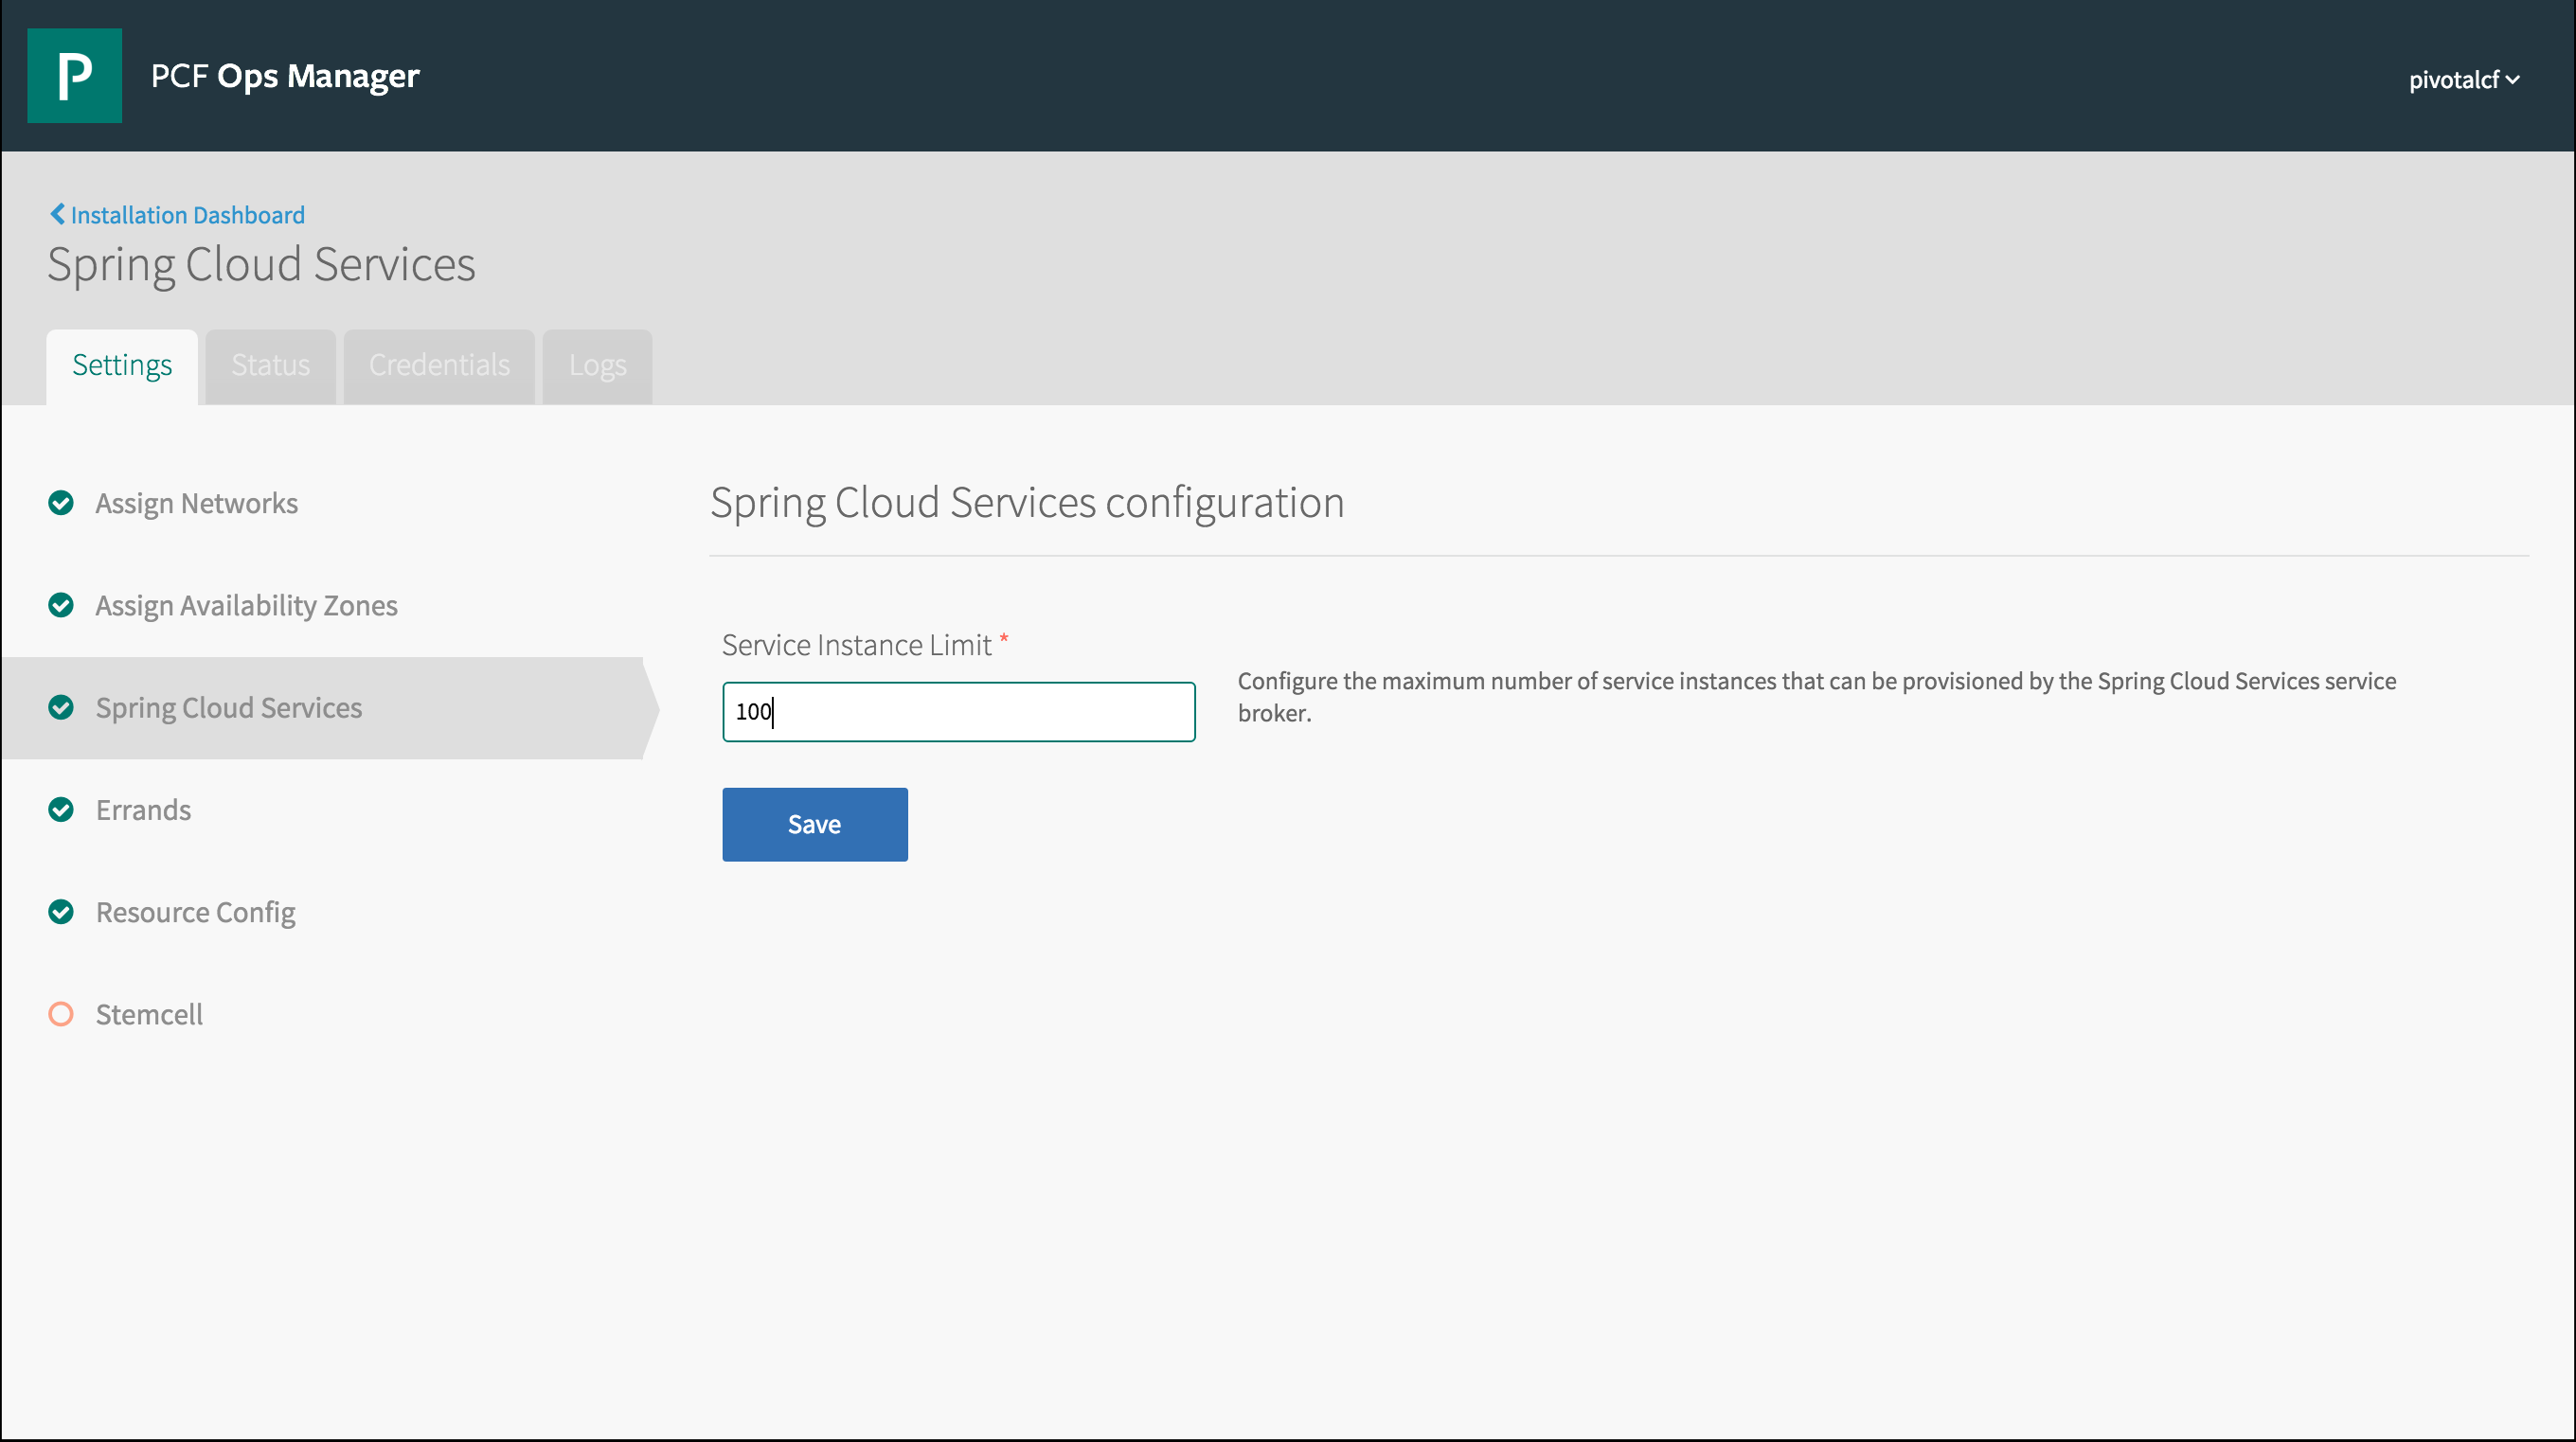 P
PCF Ops Manager
pivotalcf
Installation Dashboard
Spring Cloud Services
Settings
Status
Credentials
Logs
Assign Networks
Assign Availability Zones
Spring Cloud Services
Errands
Resource Config
Stemcell
Spring Cloud Services configuration
Service Instance Limit *
100
Configure the maximum number of service instances that can be provisioned by the Spring Cloud Services service
broker.
Save